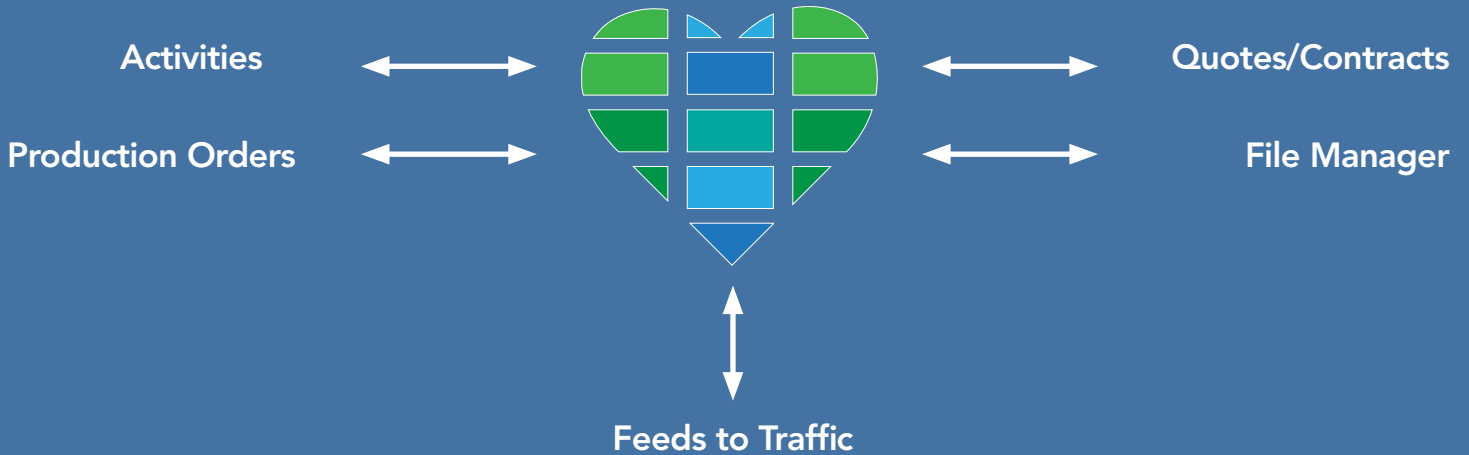 Activities
Quotes/Contracts
Production Orders
File Manager
Feeds to Traffic